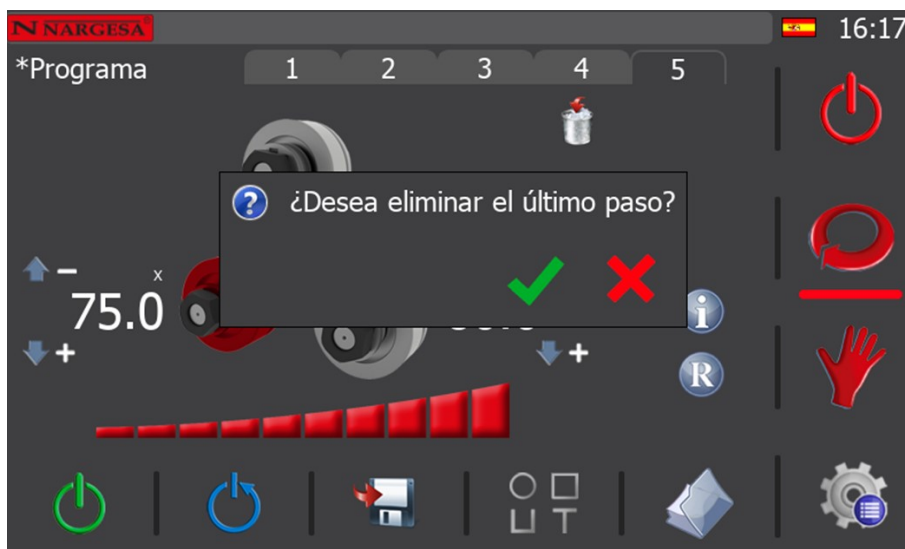 N NARGESA
16:17
*Programa
1 2 3 4 5
¿Desea eliminar el último paso?
− x
75.0
+ +
i
R